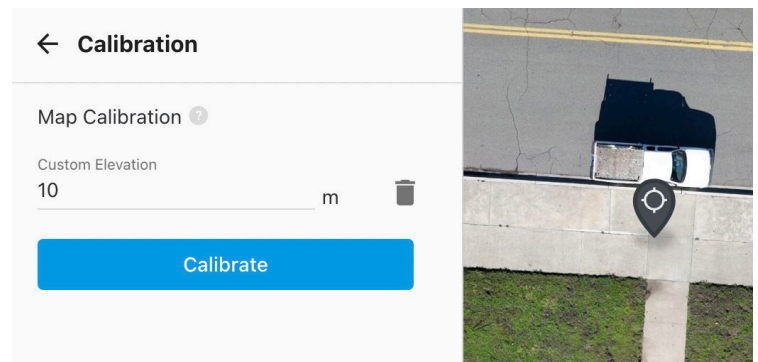 Calibration
Map Calibration ?
Custom Elevation
10 m
Calibrate